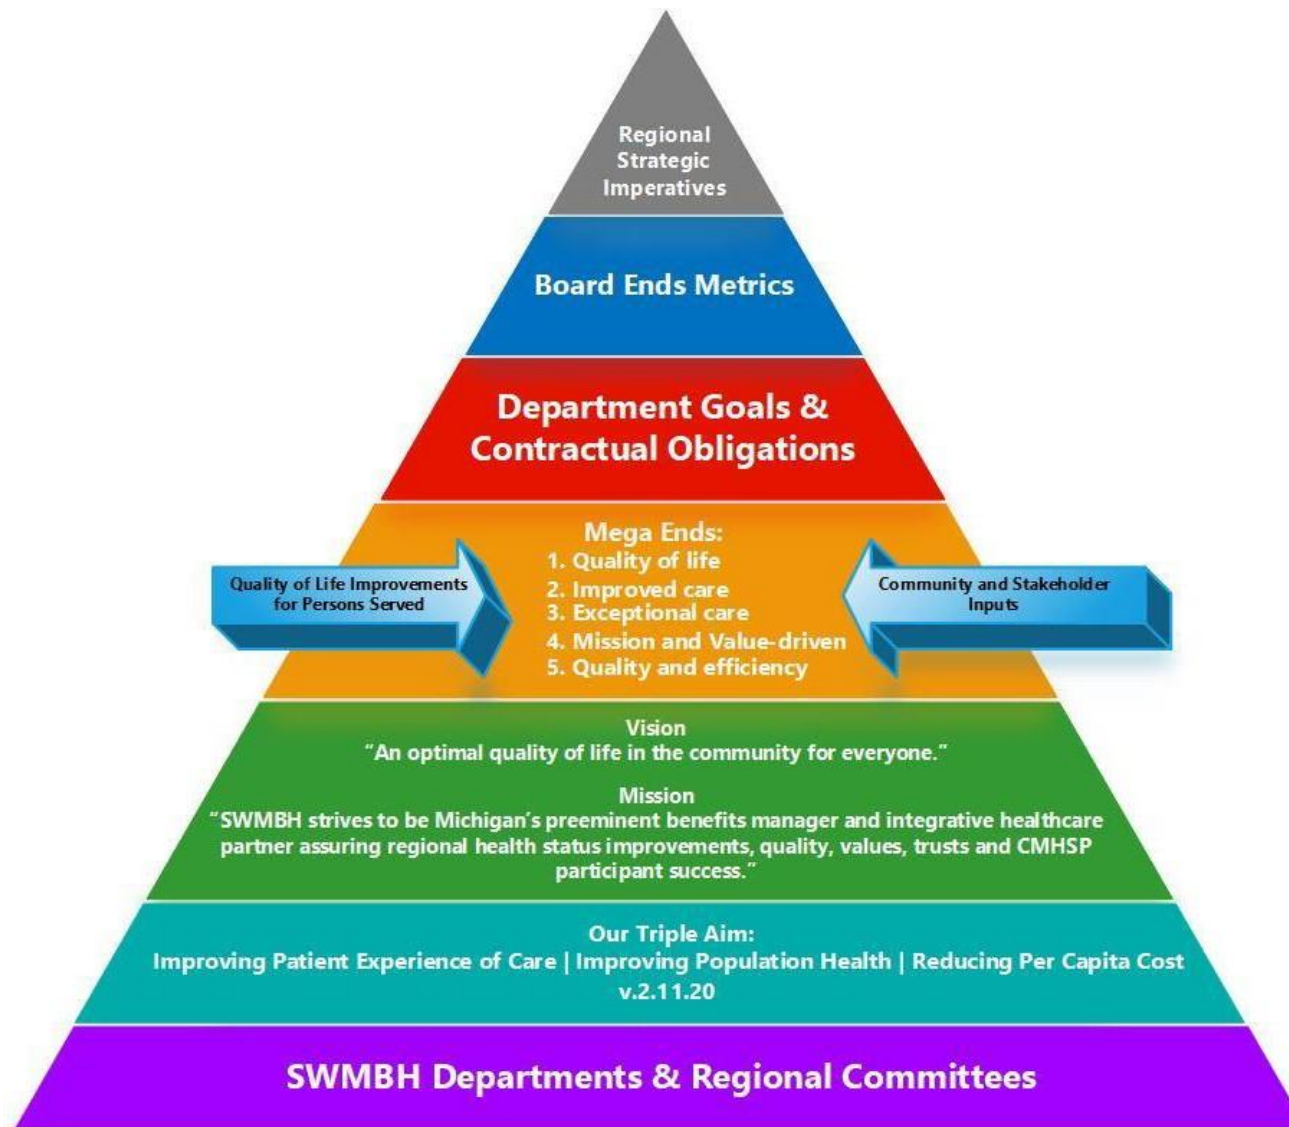 Regional
Strategic
Imperatives
Board Ends Metrics
Department Goals &
Contractual Obligations
Mega Ends:
1. Quality of life
2. Improved care
3. Exceptional care
4. Mission and Value-driven
5. Quality and efficiency
Quality of Life Improvements
for Persons Served
Community and Stakeholder
Inputs
Vision
“An optimal quality of life in the community for everyone.”
Mission
“SWMBH strives to be Michigan’s preeminent benefits manager and integrative healthcare
partner assuring regional health status improvements, quality, values, trusts and CMHSP
participant success.”
Our Triple Aim:
Improving Patient Experience of Care | Improving Population Health | Reducing Per Capita Cost
v.2.11.20
SWMBH Departments & Regional Committees